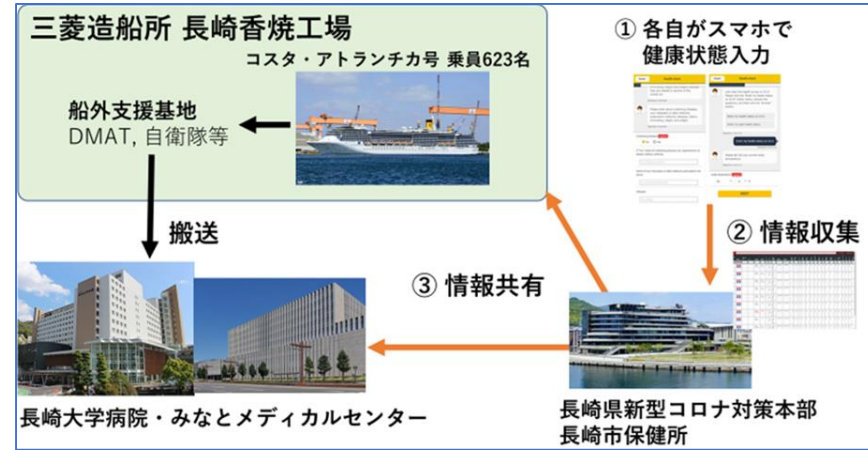 三菱造船所 長崎香焼工場
コスタ・アトランチカ号 乗員623名
船外支援基地
DMAT, 自衛隊等
搬送
① 各自がスマホで
健康状態入力
② 情報収集
③ 情報共有
長崎大学病院・みなとメディカルセンター
長崎県新型コロナ対策本部
長崎市保健所